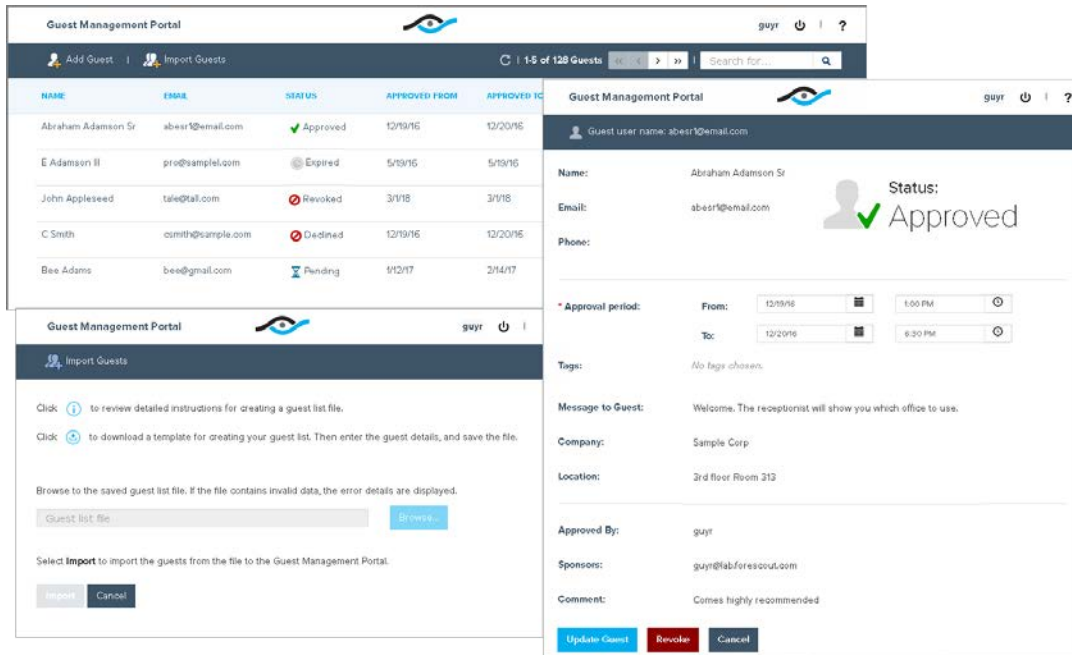 Guest Management Portal
guyr | ?
Add Guest | Import Guests
1-5 of 128 Guests « ‹ › » | Search for...
NAME EMAIL STATUS APPROVED FROM APPROVED TO
Abraham Adamson Sr abesr1@email.com Approved 12/19/16 12/20/16
E Adamson III pro@samplel.com Expired 5/19/16 5/19/16
John Appleseed tale@tall.com Revoked 3/1/18 3/1/18
C Smith csmith@sample.com Declined 12/19/16 12/20/16
Bee Adams bee@gmail.com Pending 1/12/17 2/14/17
Guest Management Portal
guyr |
Import Guests
Click to review detailed instructions for creating a guest list file.
Click to download a template for creating your guest list. Then enter the guest details, and save the file.
Browse to the saved guest list file. If the file contains invalid data, the error details are displayed.
Guest list file Browse...
Select Import to import the guests from the file to the Guest Management Portal.
Import Cancel
Guest Management Portal
guyr | ?
Guest user name: abesr1@email.com
Name: Abraham Adamson Sr
Email: abesr1@email.com
Phone:
Status:
Approved
* Approval period: From: 12/19/16 1:00 PM
To: 12/20/16 6:30 PM
Tags: No tags chosen.
Message to Guest: Welcome. The receptionist will show you which office to use.
Company: Sample Corp
Location: 3rd floor Room 313
Approved By: guyr
Sponsors: guyr@lab.forescout.com
Comment: Comes highly recommended
Update Guest Revoke Cancel